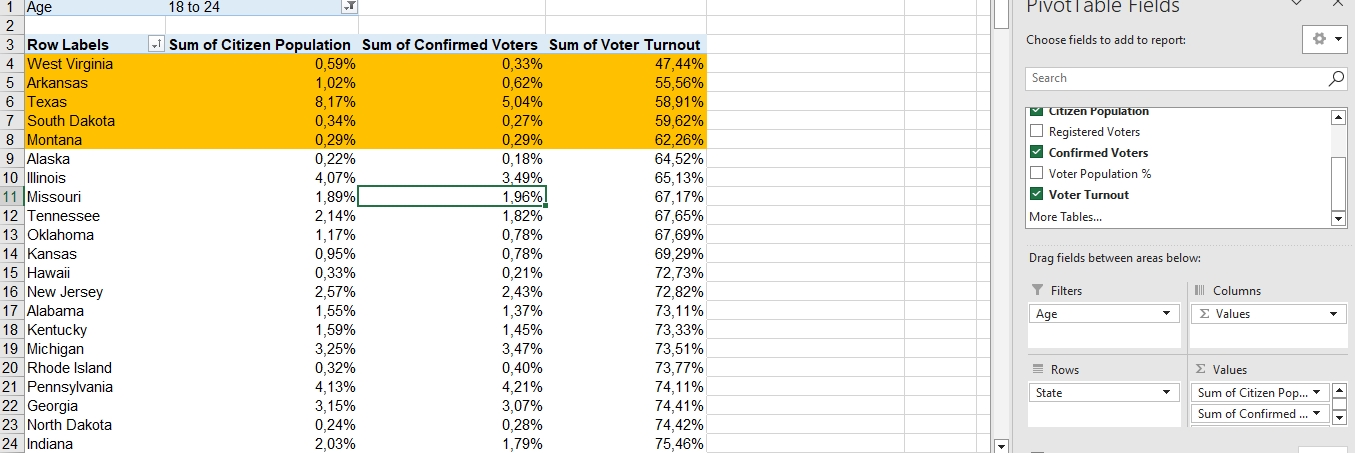 1 Age 18 to 24
2
3 Row Labels Sum of Citizen Population Sum of Confirmed Voters Sum of Voter Turnout
4 West Virginia 0,59% 0,33% 47,44%
5 Arkansas 1,02% 0,62% 55,56%
6 Texas 8,17% 5,04% 58,91%
7 South Dakota 0,34% 0,27% 59,62%
8 Montana 0,29% 0,29% 62,26%
9 Alaska 0,22% 0,18% 64,52%
10 Illinois 4,07% 3,49% 65,13%
11 Missouri 1,89% 1,96% 67,17%
12 Tennessee 2,14% 1,82% 67,65%
13 Oklahoma 1,17% 0,78% 67,69%
14 Kansas 0,95% 0,78% 69,29%
15 Hawaii 0,33% 0,21% 72,73%
16 New Jersey 2,57% 2,43% 72,82%
17 Alabama 1,55% 1,37% 73,11%
18 Kentucky 1,59% 1,45% 73,33%
19 Michigan 3,25% 3,47% 73,51%
20 Rhode Island 0,32% 0,40% 73,77%
21 Pennsylvania 4,13% 4,21% 74,11%
22 Georgia 3,15% 3,07% 74,41%
23 North Dakota 0,24% 0,28% 74,42%
24 Indiana 2,03% 1,79% 75,46%
PivotTable Fields
Choose fields to add to report:
Search
Citizen Population
Registered Voters
Confirmed Voters
Voter Population %
Voter Turnout
More Tables...
Drag fields between areas below:
Filters
Age
Columns
Σ Values
Rows
State
Σ Values
Sum of Citizen Pop...
Sum of Confirmed ...